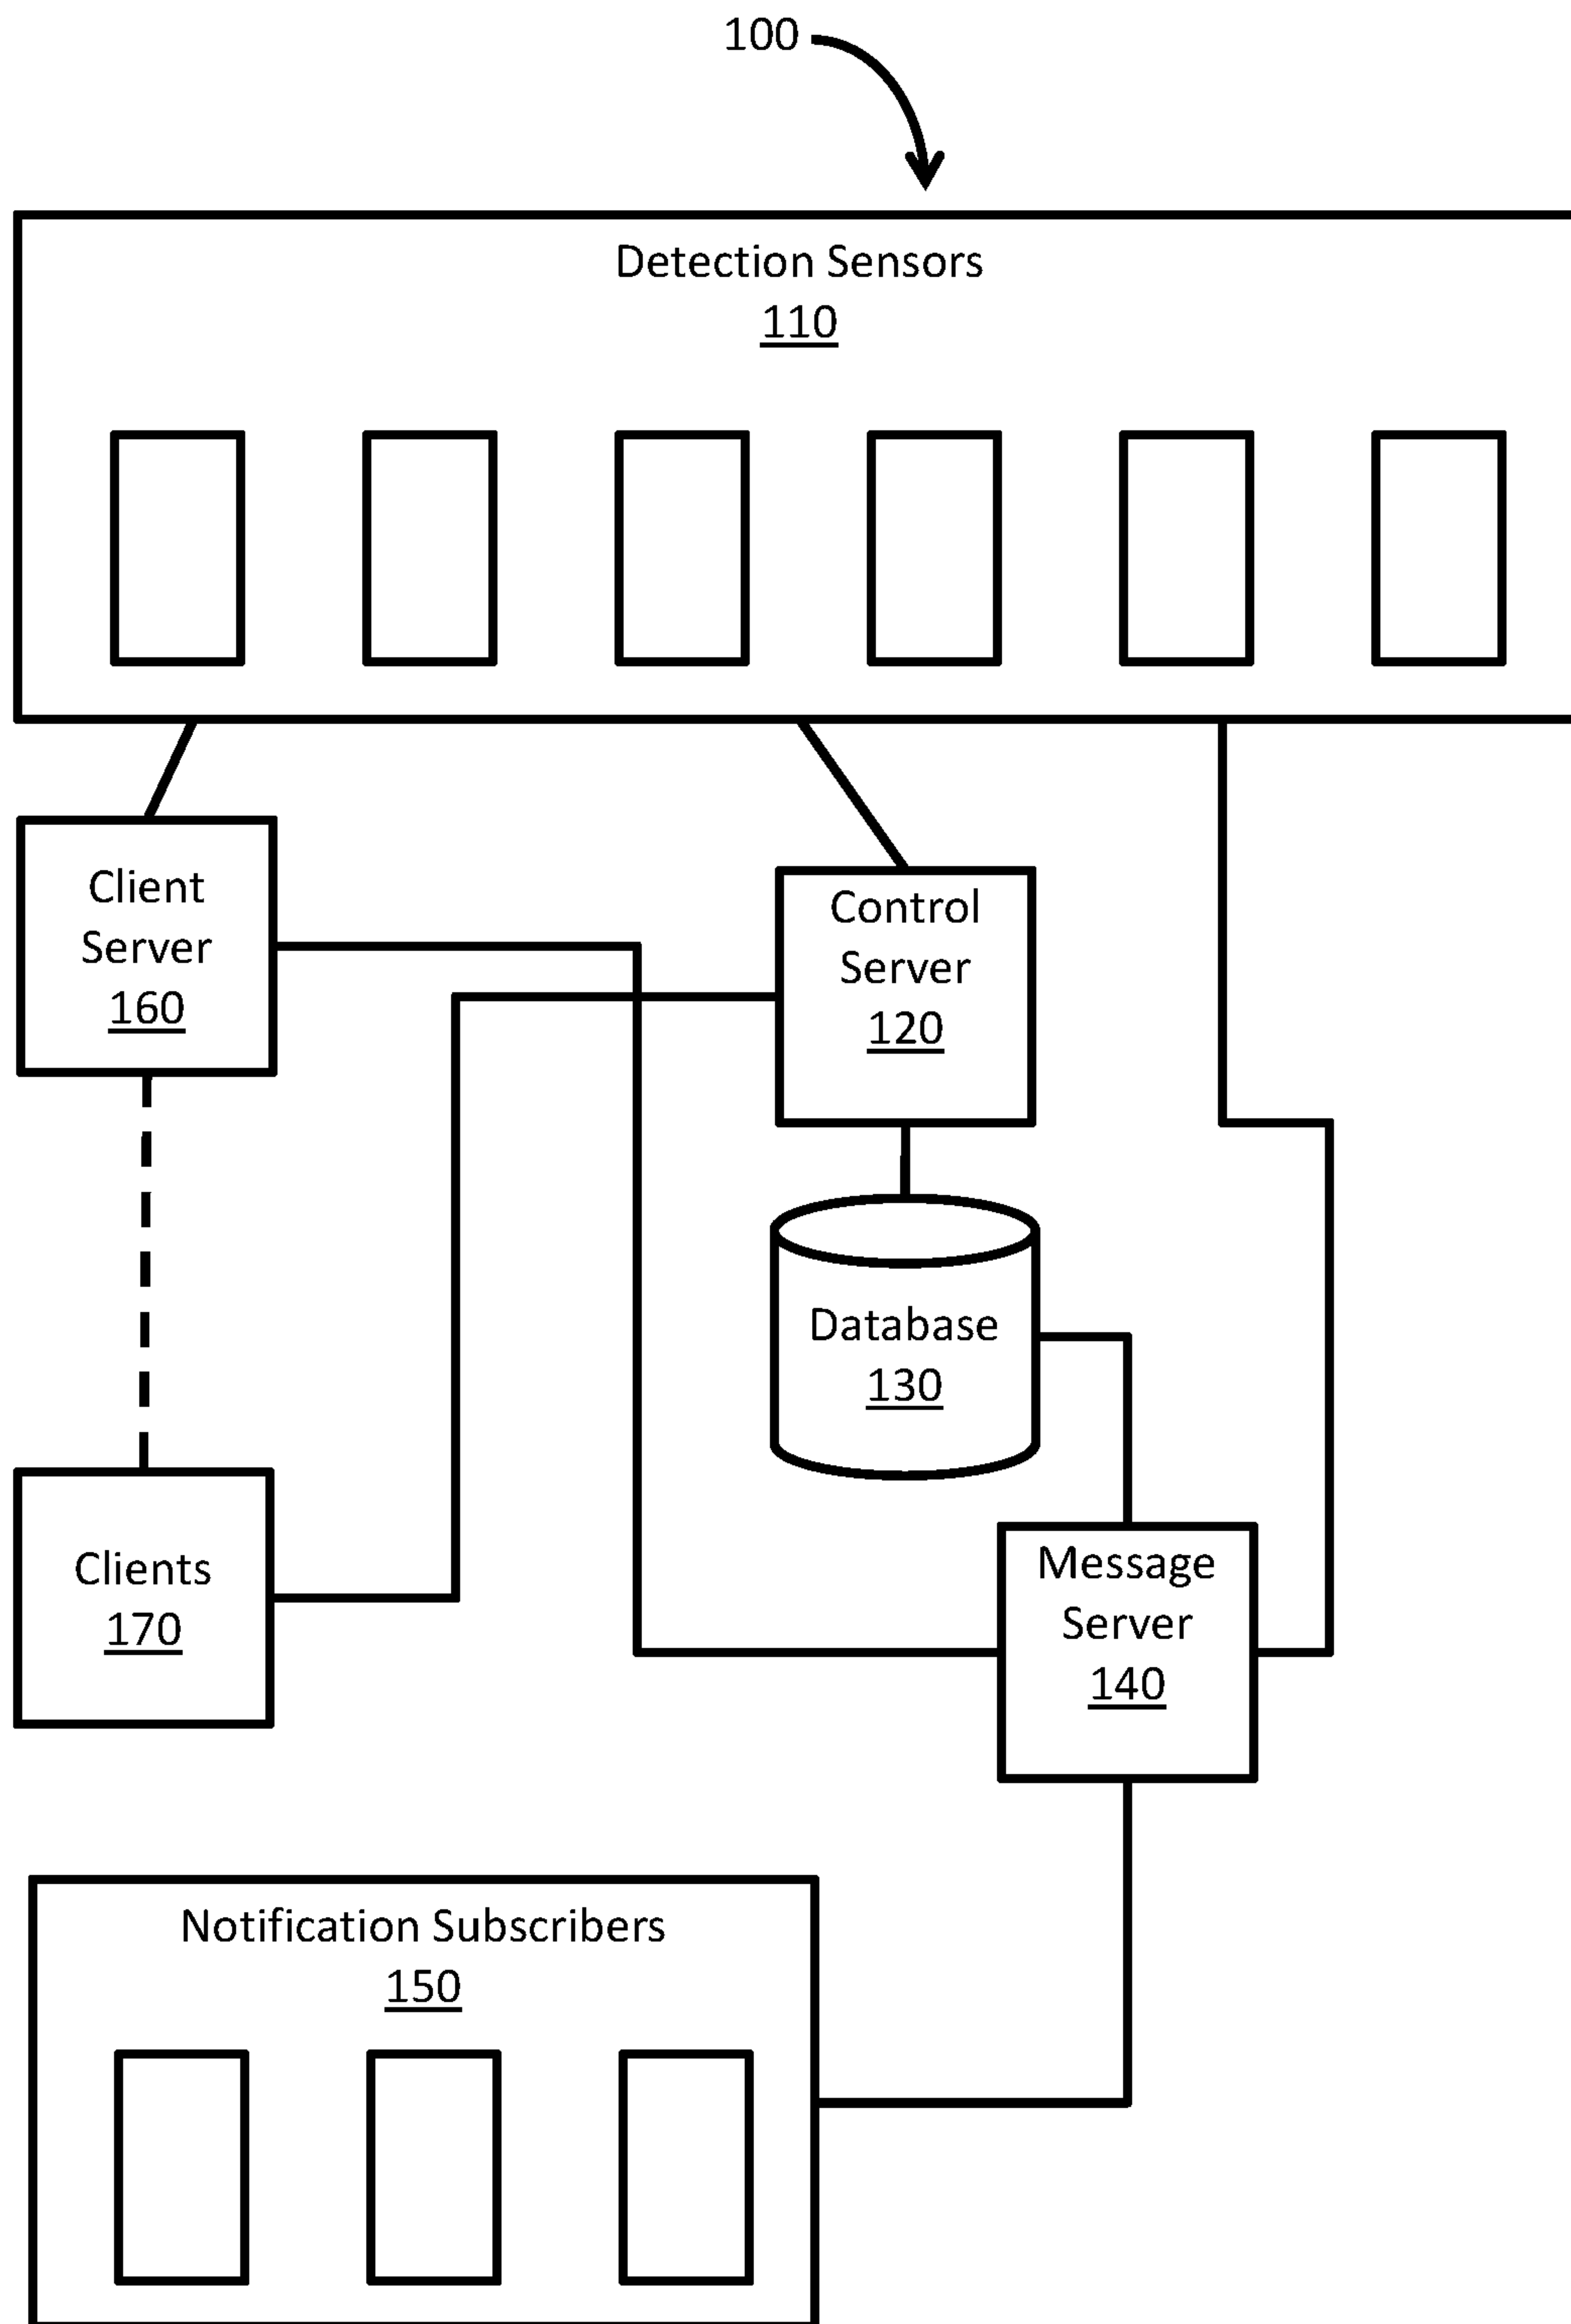 100
Detection Sensors
110
Client
Server
160
Control
Server
120
Database
130
Clients
170
Message
Server
140
Notification Subscribers
150